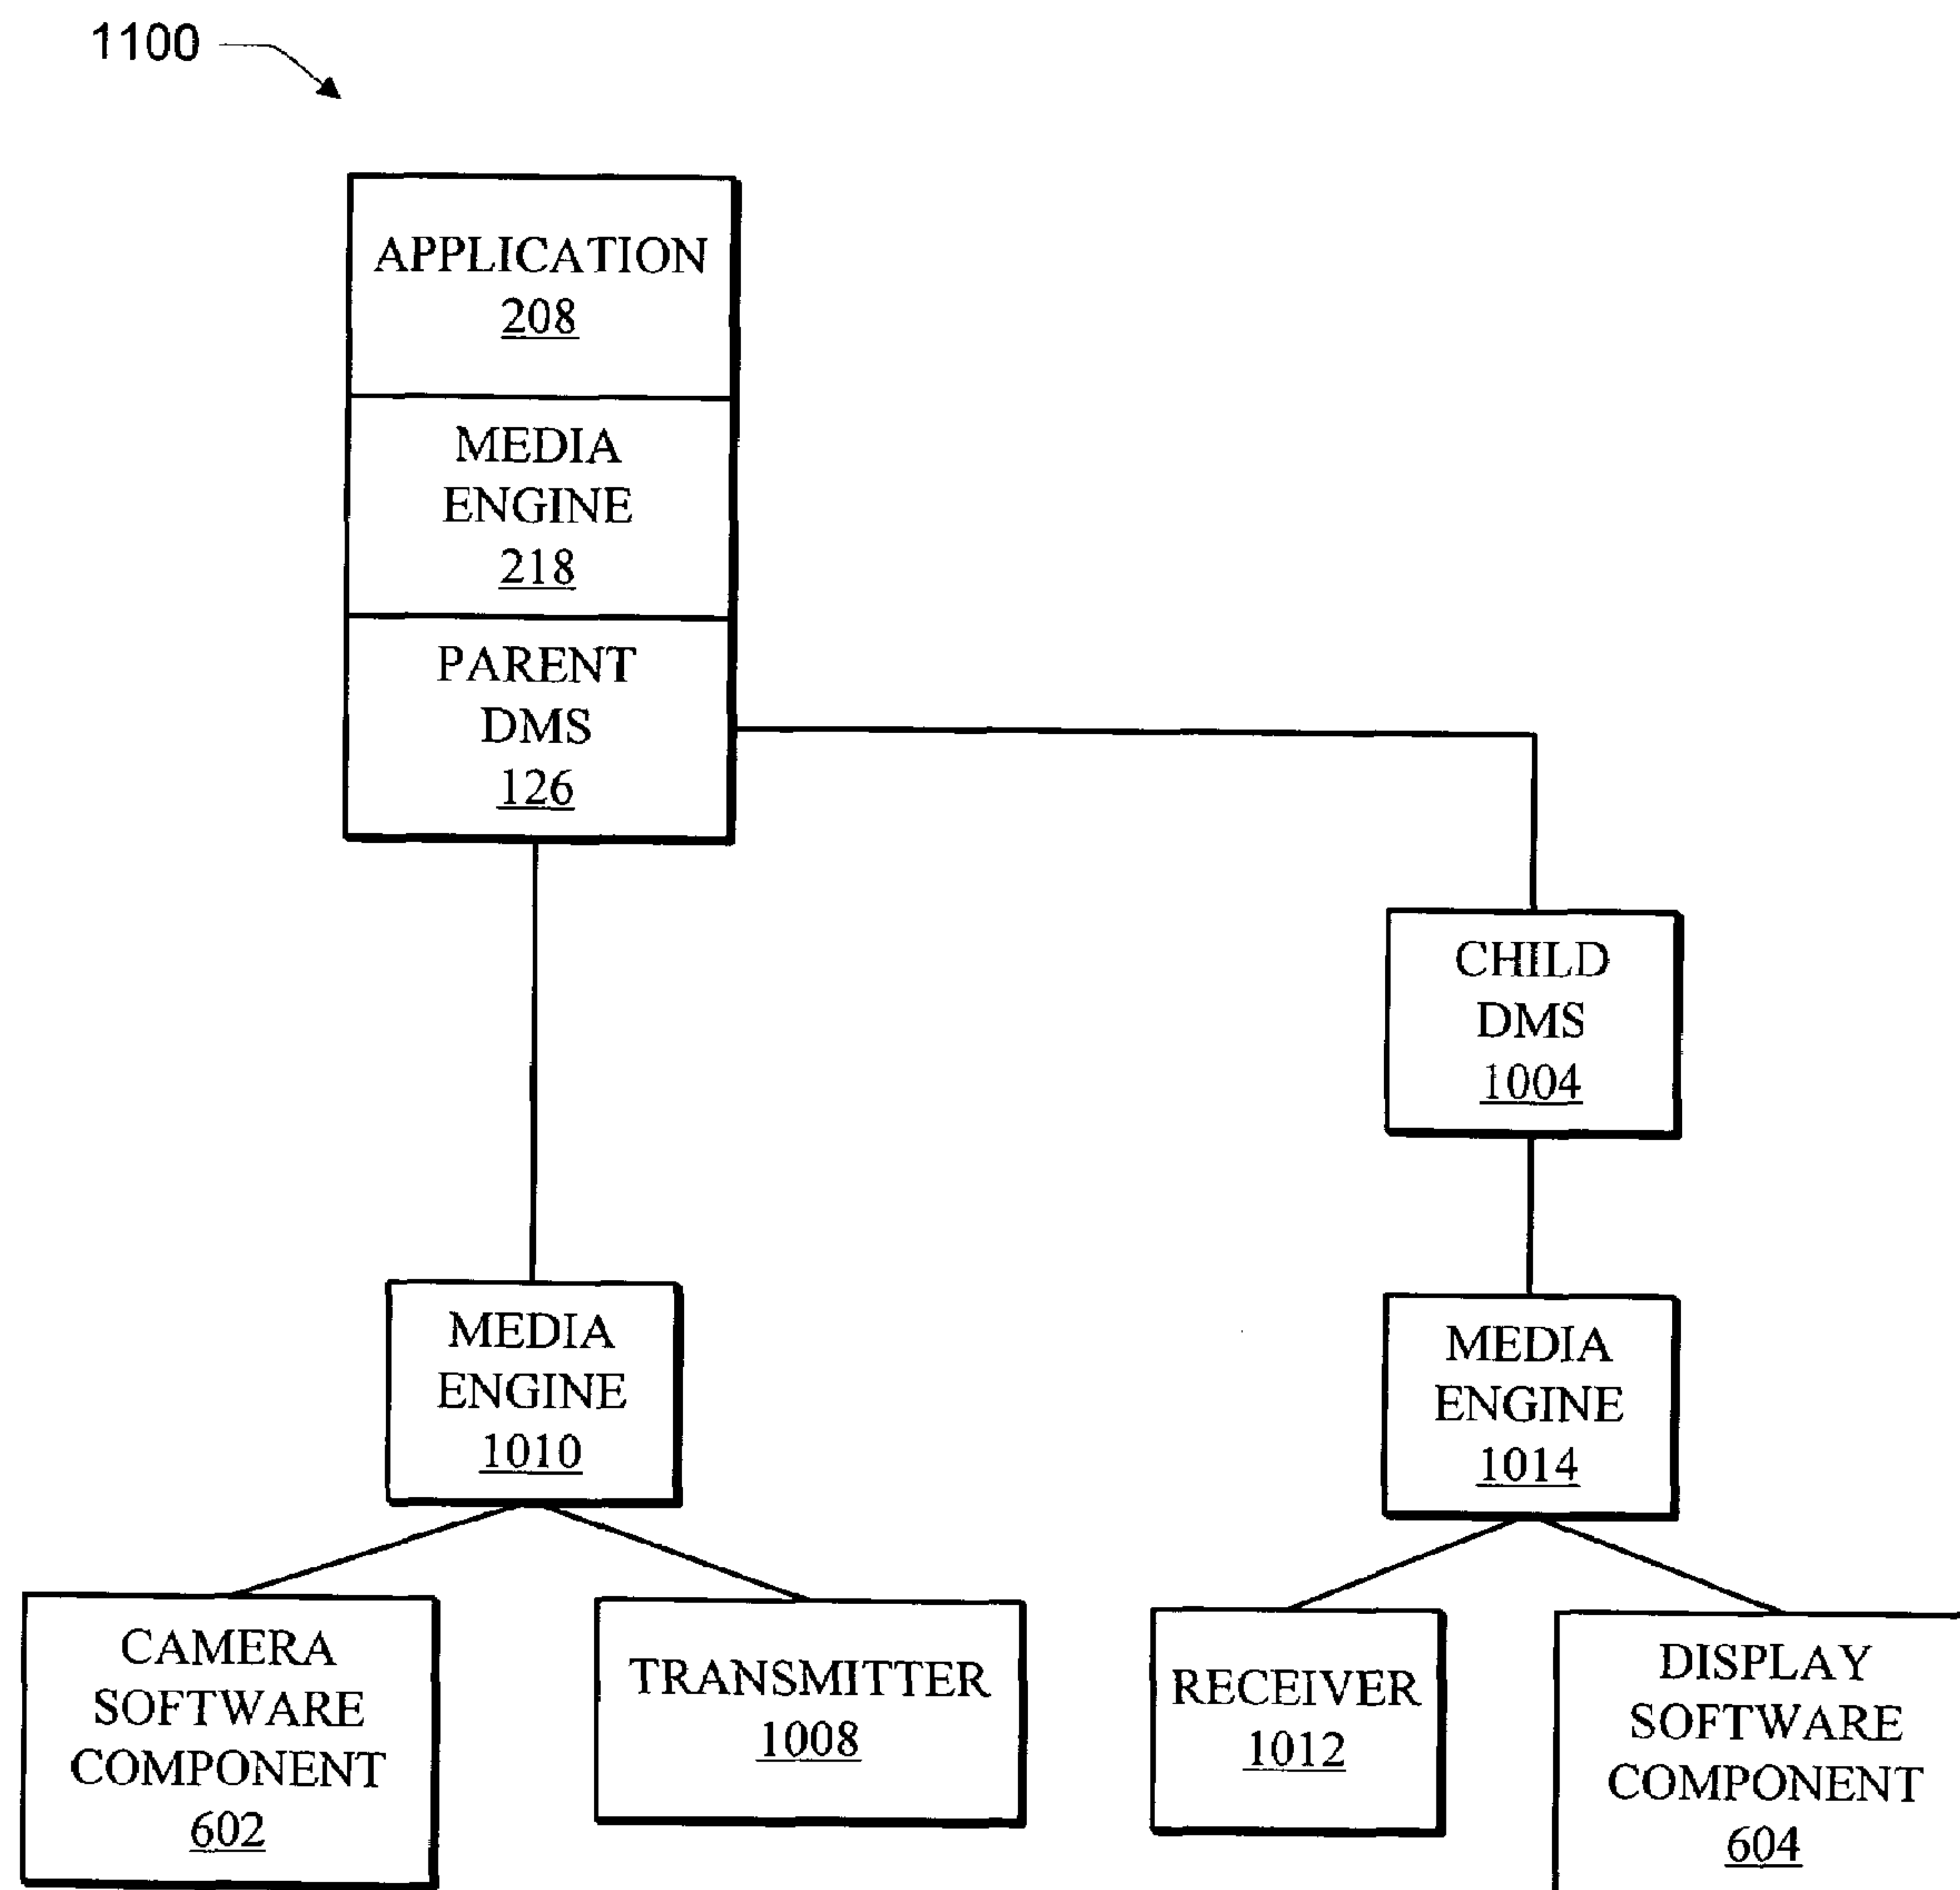 1100
APPLICATION
208
MEDIA
ENGINE
218
PARENT
DMS
126
CHILD
DMS
1004
MEDIA
ENGINE
1010
MEDIA
ENGINE
1014
CAMERA
SOFTWARE
COMPONENT
602
TRANSMITTER
1008
RECEIVER
1012
DISPLAY
SOFTWARE
COMPONENT
604